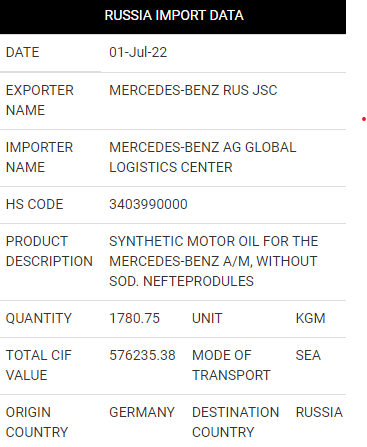 RUSSIA IMPORT DATA
DATE 01-Jul-22
EXPORTER NAME MERCEDES-BENZ RUS JSC
IMPORTER NAME MERCEDES-BENZ AG GLOBAL LOGISTICS CENTER
HS CODE 3403990000
PRODUCT DESCRIPTION SYNTHETIC MOTOR OIL FOR THE MERCEDES-BENZ A/M, WITHOUT SOD. NEFTEPRODULES
QUANTITY 1780.75 UNIT KGM
TOTAL CIF VALUE 576235.38 MODE OF TRANSPORT SEA
ORIGIN COUNTRY GERMANY DESTINATION COUNTRY RUSSIA